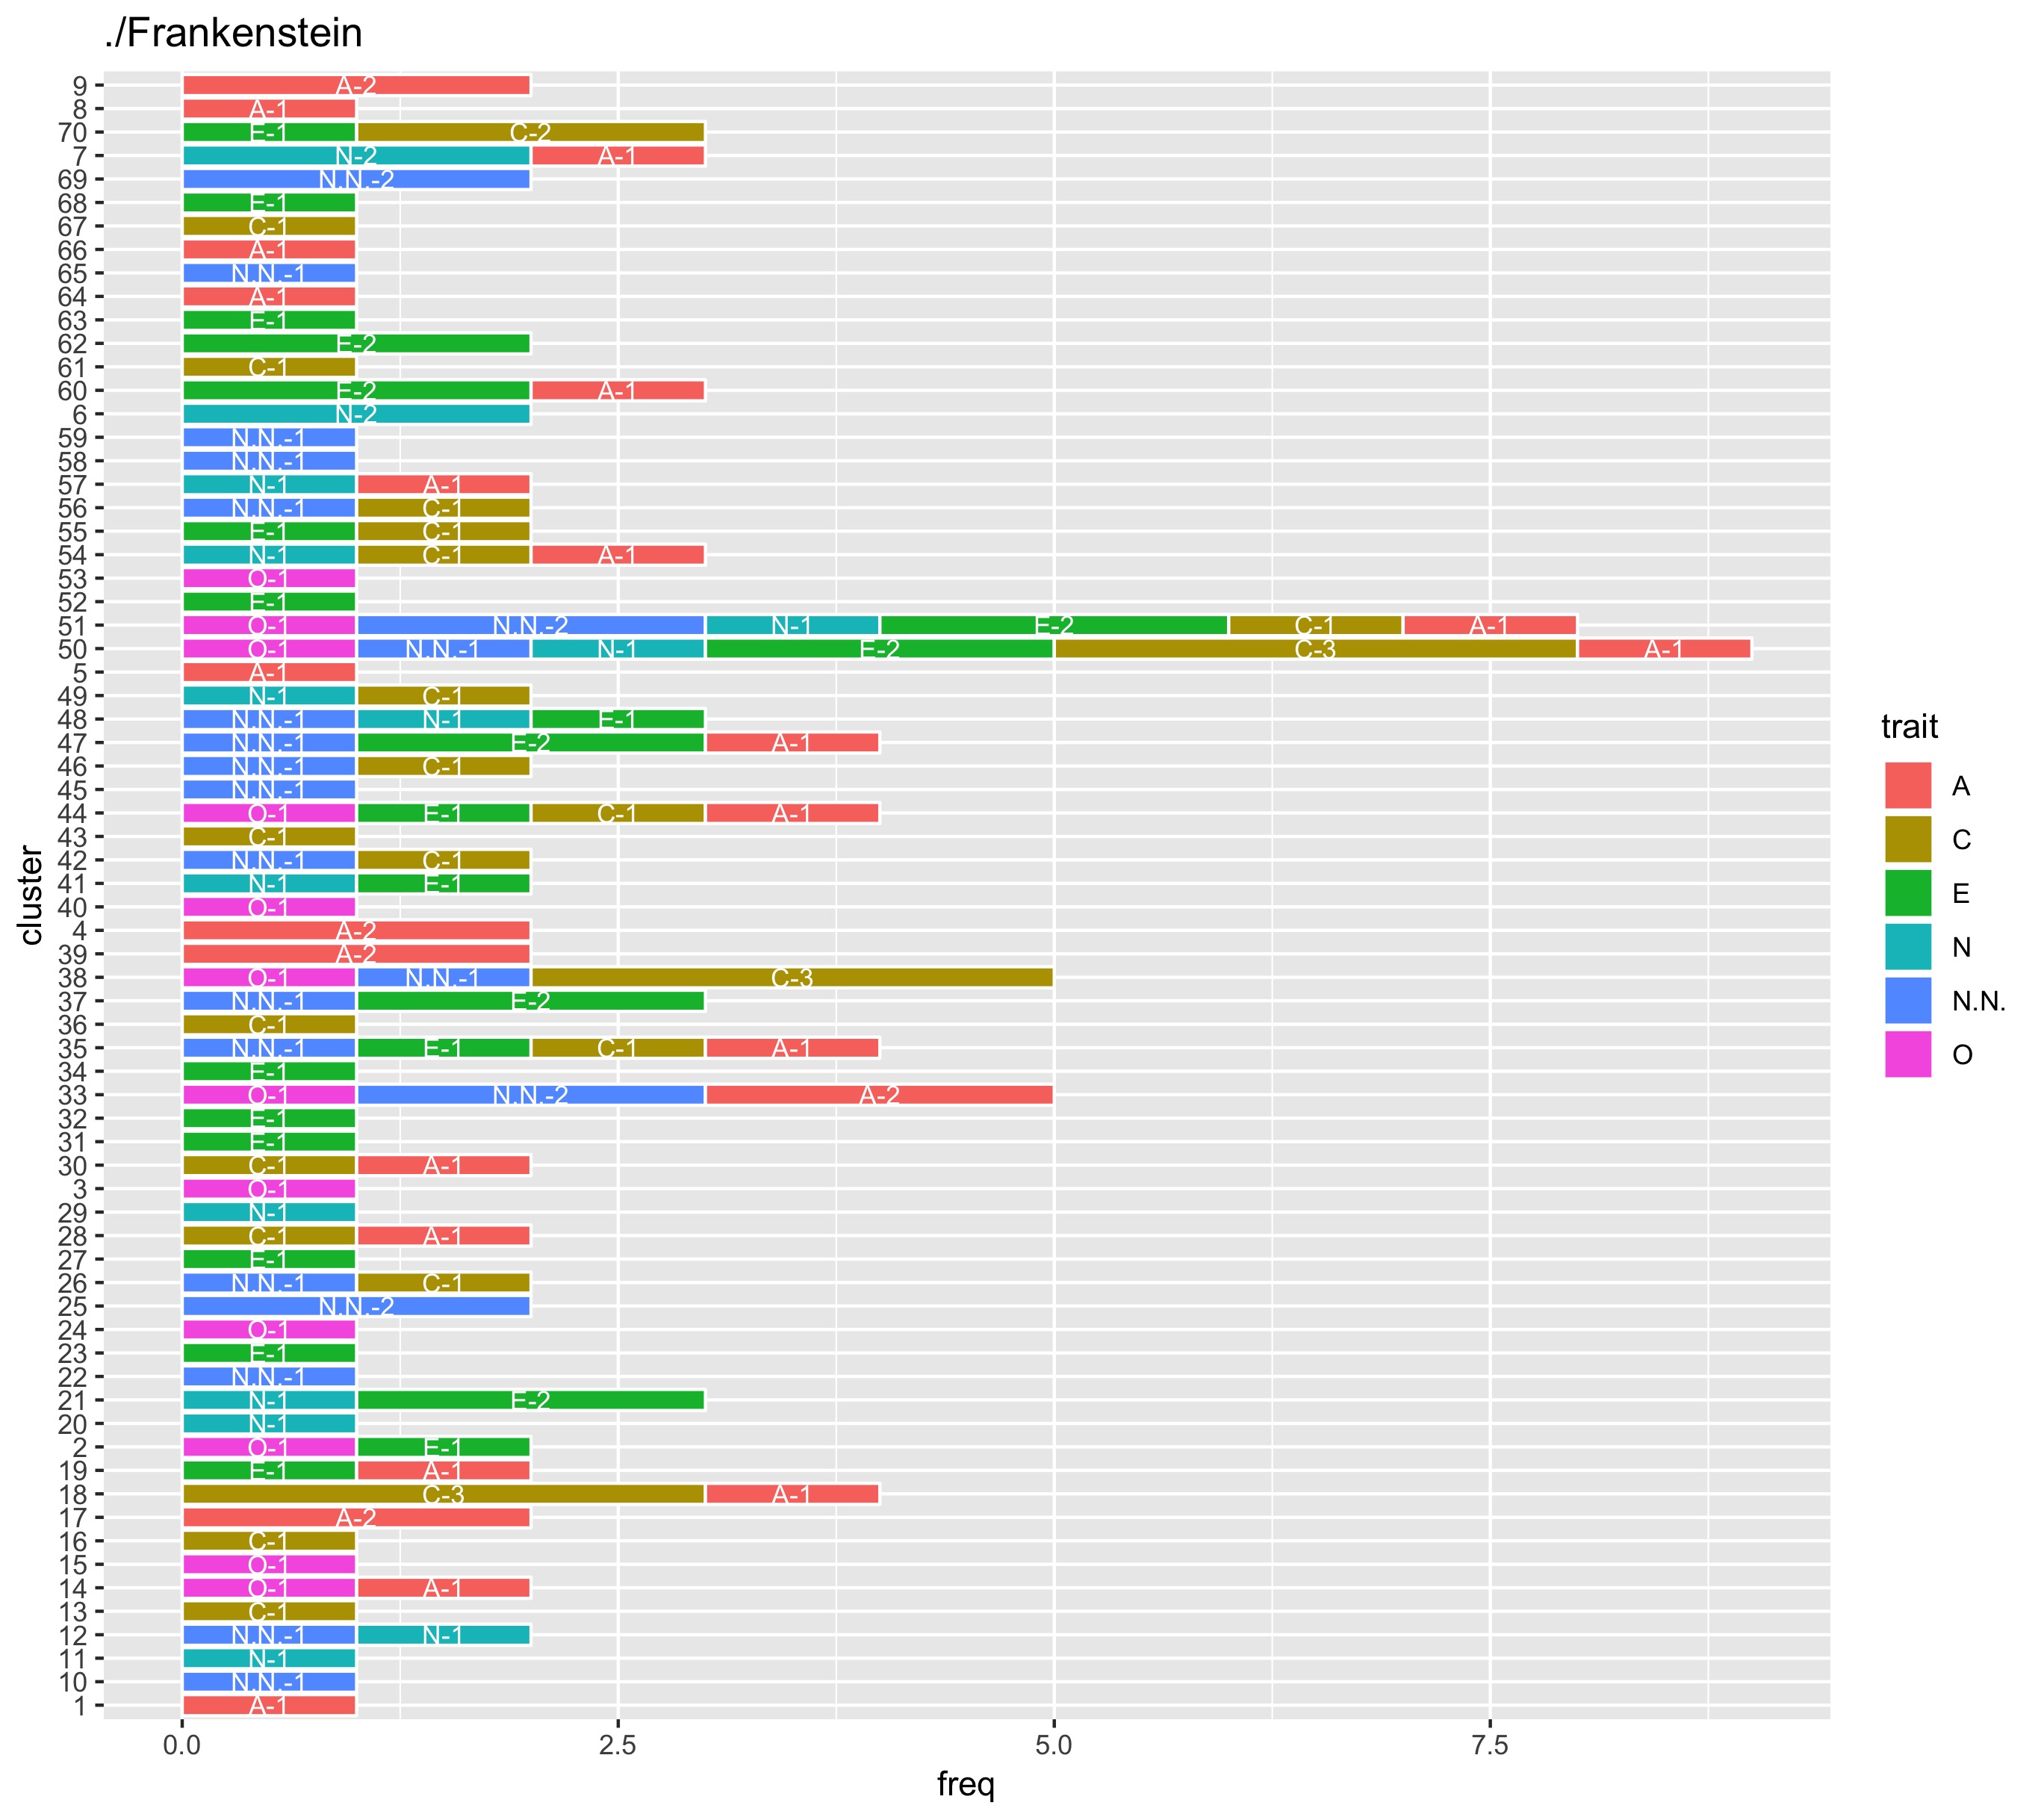 ./Frankenstein
9 A-2
8 A-1
70 E-1 C-2
7 N-2 A-1
69 N.N.-2
68 E-1
67 C-1
66 A-1
65 N.N.-1
64 A-1
63 E-1
62 E-2
61 C-1
60 E-2 A-1
6 N-2
59 N.N.-1
58 N.N.-1
57 N-1 A-1
56 N.N.-1 C-1
55 E-1 C-1
54 N-1 C-1 A-1
53 O-1
52 E-1
51 O-1 N.N.-2 N-1 E-2 C-1 A-1
50 O-1 N.N.-1 N-1 E-2 C-3 A-1
5 A-1
49 N-1 C-1
48 N.N.-1 N-1 E-1
47 N.N.-1 E-2 A-1
46 N.N.-1 C-1
45 N.N.-1
44 O-1 E-1 C-1 A-1
43 C-1
42 N.N.-1 C-1
41 N-1 E-1
40 O-1
4 A-2
39 A-2
38 O-1 N.N.-1 C-3
37 N.N.-1 E-2
36 C-1
35 N.N.-1 E-1 C-1 A-1
34 E-1
33 O-1 N.N.-2 A-2
32 E-1
31 E-1
30 C-1 A-1
3 O-1
29 N-1
28 C-1 A-1
27 E-1
26 N.N.-1 C-1
25 N.N.-2
24 O-1
23 E-1
22 N.N.-1
21 N-1 E-2
20 N-1
2 O-1 E-1
19 E-1 A-1
18 C-3 A-1
17 A-2
16 C-1
15 O-1
14 O-1 A-1
13 C-1
12 N.N.-1 N-1
11 N-1
10 N.N.-1
1 A-1
0.0 2.5 5.0 7.5
freq
cluster
trait
A
C
E
N
N.N.
O